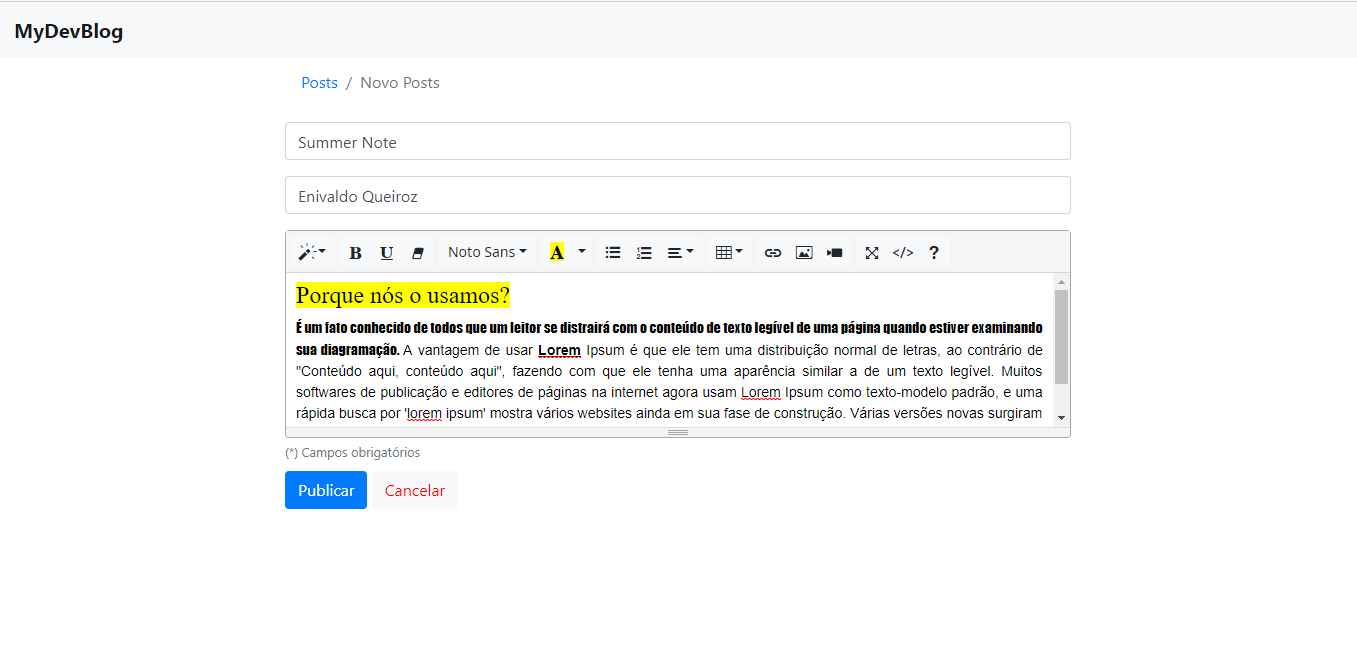 MyDevBlog
Posts / Novo Posts
Summer Note
Enivaldo Queiroz
B U Noto Sans A </> ?
Porque nós o usamos?
É um fato conhecido de todos que um leitor se distrairá com o conteúdo de texto legível de uma página quando estiver examinando
sua diagramação. A vantagem de usar Lorem Ipsum é que ele tem uma distribuição normal de letras, ao contrário de
"Conteúdo aqui, conteúdo aqui", fazendo com que ele tenha uma aparência similar a de um texto legível. Muitos
softwares de publicação e editores de páginas na internet agora usam Lorem Ipsum como texto-modelo padrão, e uma
rápida busca por 'lorem ipsum' mostra vários websites ainda em sua fase de construção. Várias versões novas surgiram
(*) Campos obrigatórios
Publicar Cancelar